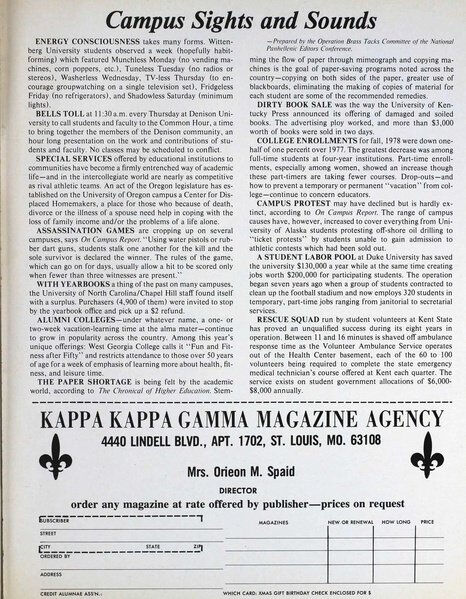 Campus Sights and Sounds
ENERGY CONSCIOUSNESS takes many forms. Witten-
berg University students observed a week (hopefully habit-
forming) which featured Munchless Monday (no vending ma-
chines, corn poppers, etc.), Tuneless Tuesday (no radios or
stereos), Washerless Wednesday, TV-less Thursday (to en-
courage groupwatching on a single television set), Fridgeless
Friday (no refrigerators), and Shadowless Saturday (minimum
lights).
BELLS TOLL at 11:30 a.m. every Thursday at Denison Uni-
versity to call students and faculty to the Common Hour, a time
to bring together the members of the Denison community, an
hour long presentation on the work and contributions of stu-
dents and faculty. No classes may be scheduled to conflict.
SPECIAL SERVICES offered by educational institutions to
communities have become a firmly entrenched way of academic
life—and in the intercollegiate world are nearly as competitive
as rival athletic teams. An act of the Oregon legislature has es-
tablished on the University of Oregon campus a Center for Dis-
placed Homemakers, a place for those who because of death,
divorce or the illness of a spouse need help in coping with the
loss of family income and/or the problems of a life alone.
ASSASSINATION GAMES are cropping up on several
campuses, says On Campus Report. "Using water pistols or rub-
ber dart guns, students stalk one another for the kill and the
sole survivor is declared the winner. The rules of the game,
which can go on for days, usually allow a hit to be scored only
when fewer than three witnesses are present."
WITH YEARBOOKS a thing of the past on many campuses,
the University of North Carolina/Chapel Hill staff found itself
with a surplus. Purchasers (4,900 of them) were invited to stop
by the yearbook office and pick up a $2 refund.
ALUMNI COLLEGES—under whatever name, a one- or
two-week vacation-learning time at the alma mater—continue
to grow in popularity across the country. Among this year's
unique offerings: West Georgia College calls it "Fun and Fit-
ness after Fifty" and restricts attendance to those over 50 years
of age for a week of emphasis of learning more about health, fit-
ness, and leisure time.
THE PAPER SHORTAGE is being felt by the academic
world, according to The Chronicle of Higher Education. Stem-
—Prepared by the Operation Brass Tacks Committee of the National
Panhellenic Editors Conference.
ming the flow of paper through mimeograph and copying ma-
chines is the goal of paper-saving programs noted across the
country—copying on both sides of the paper, greater use of
blackboards, eliminating the making of copies of material for
each student are some of the recommended remedies.
DIRTY BOOK SALE was the way the University of Ken-
tucky Press announced its offering of damaged and soiled
books. The advertising ploy worked, and more than $3,000
worth of books were sold in two days.
COLLEGE ENROLLMENTS for fall, 1978 were down one-
half of one percent over 1977. The greatest decrease was among
full-time students at four-year institutions. Part-time enroll-
ments, especially among women, showed an increase though
these part-timers are taking fewer courses. Drop-outs—and
how to prevent a temporary or permanent "vacation" from col-
lege—continue to concern educators.
CAMPUS PROTEST may have declined but is hardly ex-
tinct, according to On Campus Report. The range of campus
causes have, however, increased to cover everything from Uni-
versity of Alaska students protesting off-shore oil drilling to
"ticket protests" by students unable to gain admission to
athletic contests which had been sold out.
A STUDENT LABOR POOL at Duke University has saved
the university $130,000 a year while at the same time creating
jobs worth $200,000 for participating students. The operation
began seven years ago when a group of students contracted to
clean up the football stadium and now employs 320 students in
temporary, part-time jobs ranging from janitorial to secretarial
services.
RESCUE SQUAD run by student volunteers at Kent State
has proved an unqualified success during its eight years in
operation. Between 11 and 16 minutes is shaved off ambulance
response time as the Volunteer Ambulance Service operates
out of the Health Center basement, each of the 60 to 100
volunteers being required to complete the state emergency
medical technician's course offered at Kent each quarter. The
service exists on student government allocations of $6,000-
$8,000 annually.
KAPPA KAPPA GAMMA MAGAZINE AGENCY
4440 LINDELL BLVD., APT. 1702, ST. LOUIS, MO. 63108
Mrs. Orieon M. Spaid
DIRECTOR
order any magazine at rate offered by publisher—prices on request
SUBSCRIBER
MAGAZINES NEW OR RENEWAL HOW LONG PRICE
STREET
CITY STATE ZIP
ORDERED BY
ADDRESS
CREDIT ALUMNAE ASS'N.: WHICH CARD: XMAS GIFT BIRTHDAY CHECK ENCLOSED FOR $